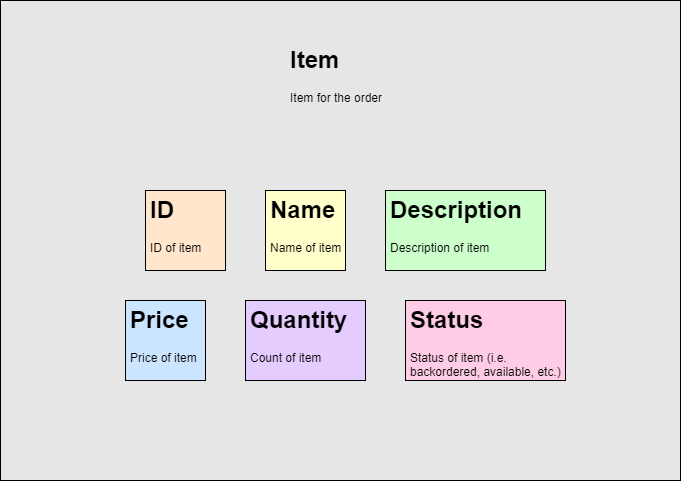 Item
Item for the order
ID
ID of item
Name
Name of item
Description
Description of item
Price
Price of item
Quantity
Count of item
Status
Status of item (i.e.
backordered, available, etc.)